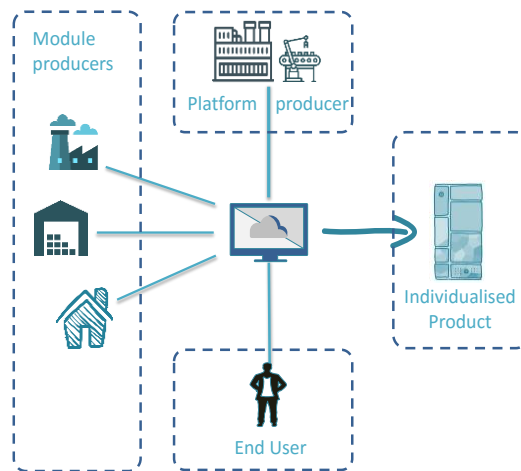 Module
producers
Platform producer
Individualised
Product
End User